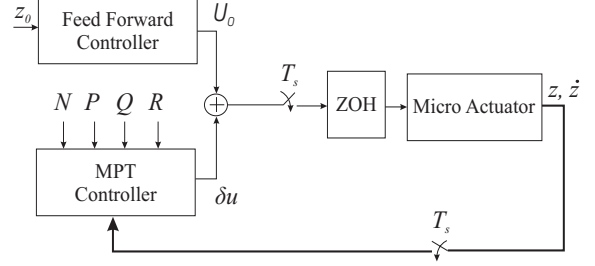 z₀
Feed Forward
Controller
U₀
N P Q R
MPT
Controller
δu
+
Tₛ
ZOH
Micro Actuator
z, ż
Tₛ